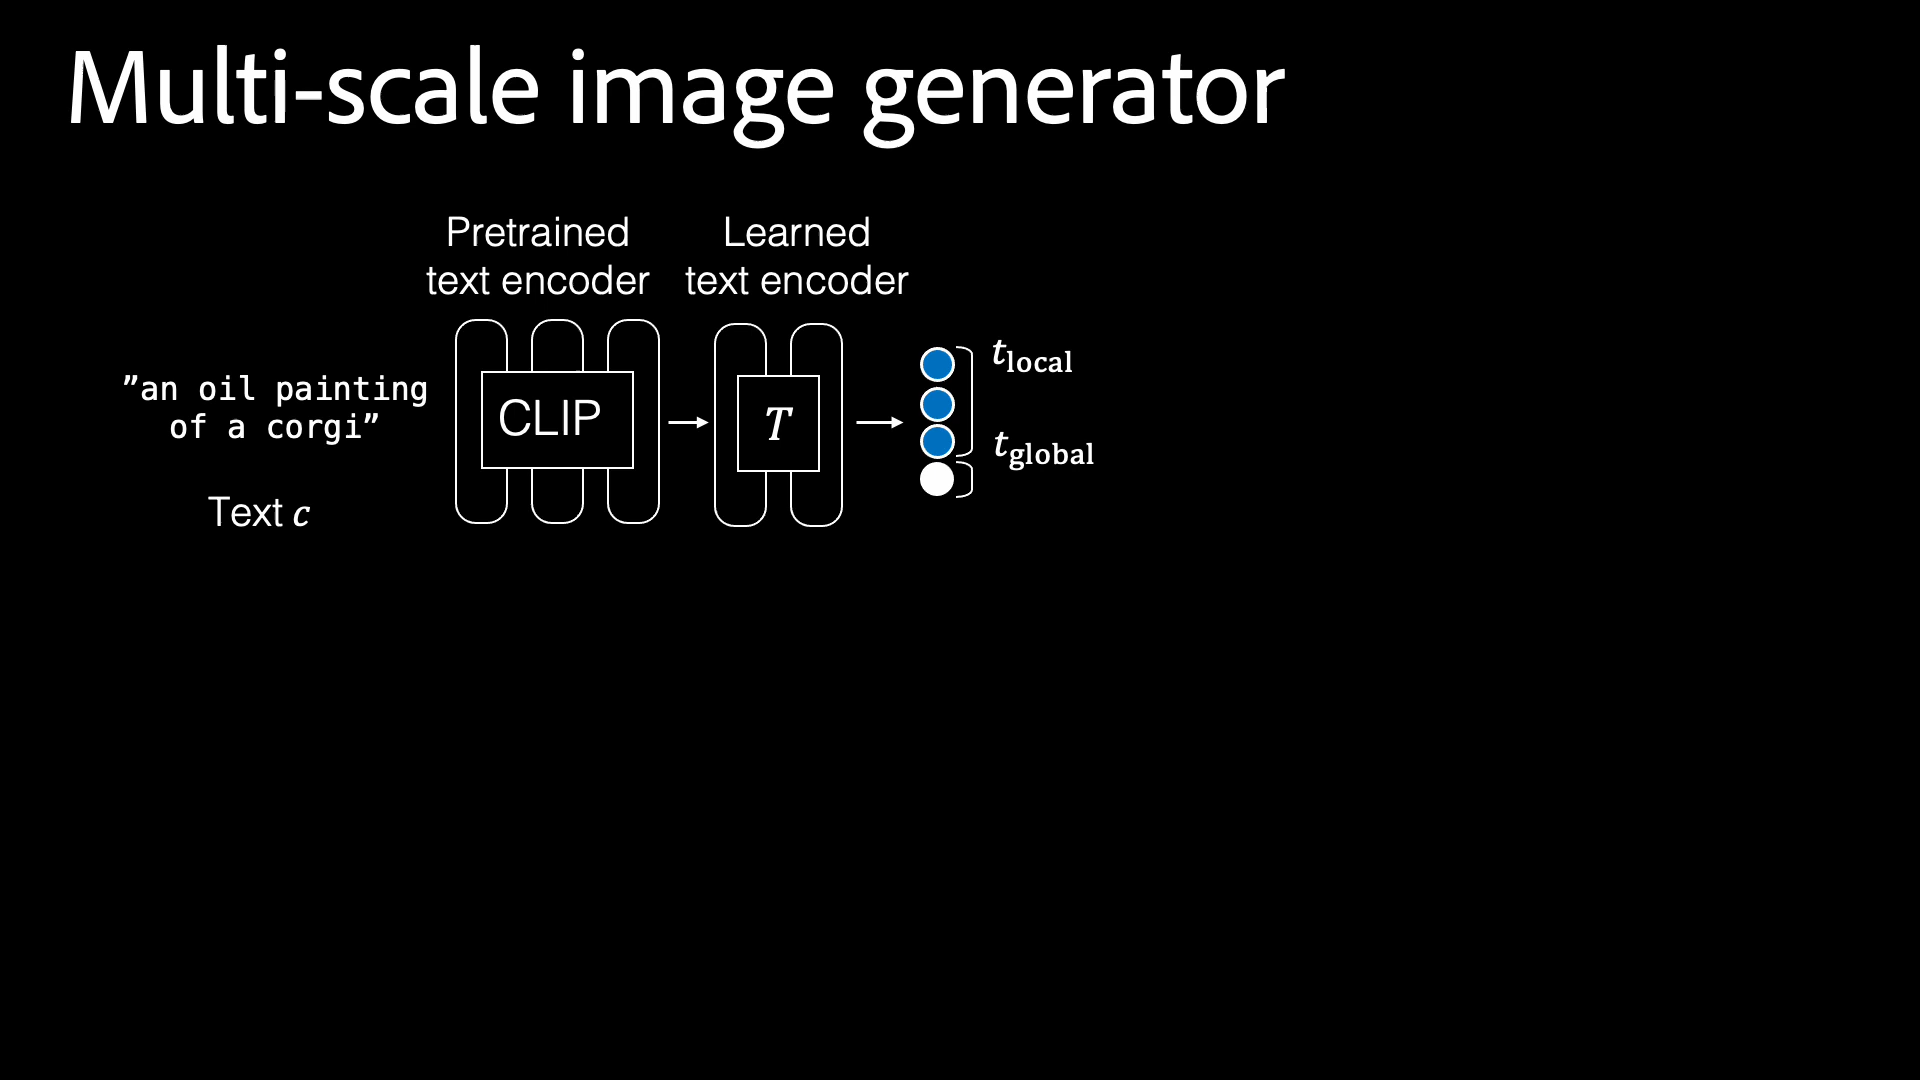 Multi-scale image generator
Pretrained
text encoder
Learned
text encoder
”an oil painting
of a corgi”
Text c
CLIP
T
t_local
t_global